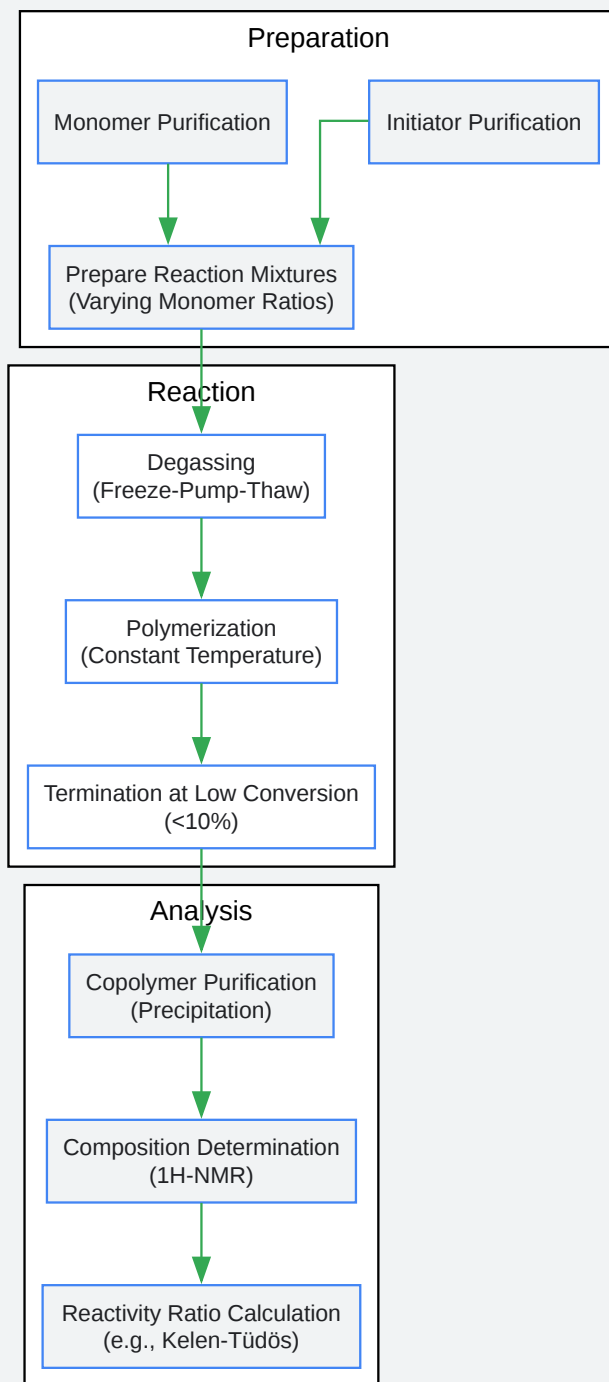 Preparation
Monomer Purification
Initiator Purification
Prepare Reaction Mixtures
(Varying Monomer Ratios)
Reaction
Degassing
(Freeze-Pump-Thaw)
Polymerization
(Constant Temperature)
Termination at Low Conversion
(<10%)
Analysis
Copolymer Purification
(Precipitation)
Composition Determination
(1H-NMR)
Reactivity Ratio Calculation
(e.g., Kelen-Tüdös)